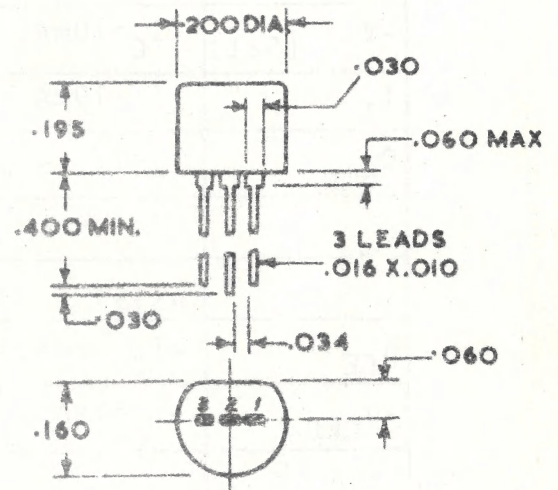 .200 DIA.
.030
.195
.060 MAX
.400 MIN.
3 LEADS
.016 X .010
.030
.034
.060
3 2 1
.160